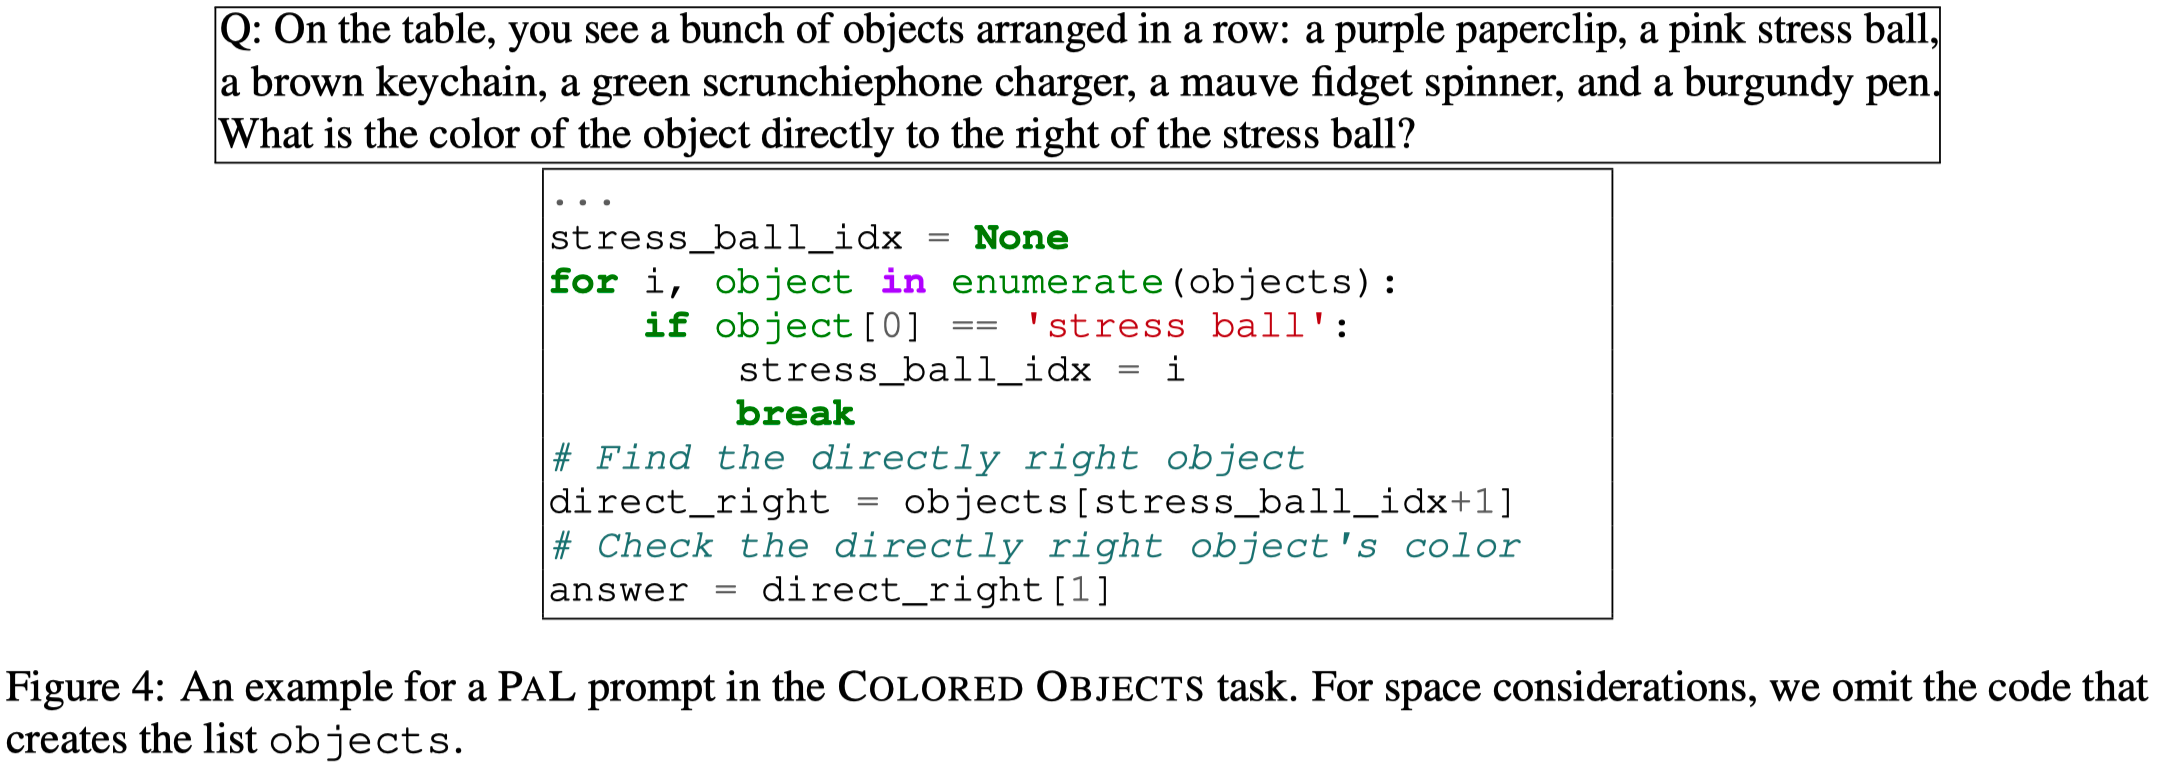 Q: On the table, you see a bunch of objects arranged in a row: a purple paperclip, a pink stress ball,
a brown keychain, a green scrunchiephone charger, a mauve fidget spinner, and a burgundy pen.
What is the color of the object directly to the right of the stress ball?
...
stress_ball_idx = None
for i, object in enumerate(objects):
    if object[0] == 'stress ball':
        stress_ball_idx = i
        break
# Find the directly right object
direct_right = objects[stress_ball_idx+1]
# Check the directly right object's color
answer = direct_right[1]
Figure 4: An example for a PAL prompt in the COLORED OBJECTS task. For space considerations, we omit the code that
creates the list objects.